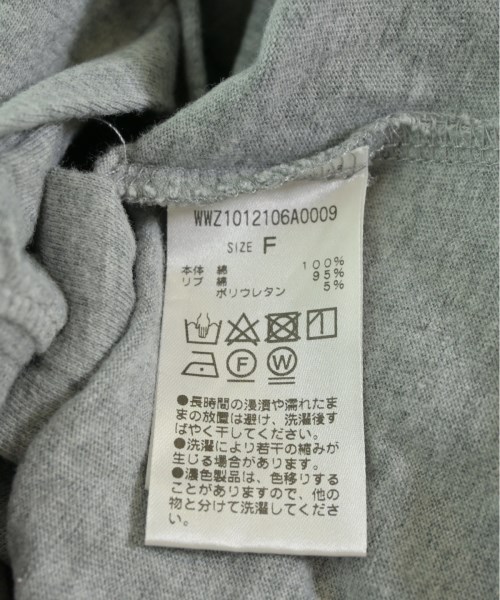 WWZ1012106A0009
SIZE F
本体 綿 100%
リブ 綿 95%
ポリウレタン 5%
F W
●長時間の浸漬や濡れたま
まの放置は避け、洗濯後す
ばやく干してください。
●洗濯により若干の縮みが
生じる場合があります。
●濃色製品は、色移りする
ことがありますので、他の
物と分けて洗濯してくださ
い。